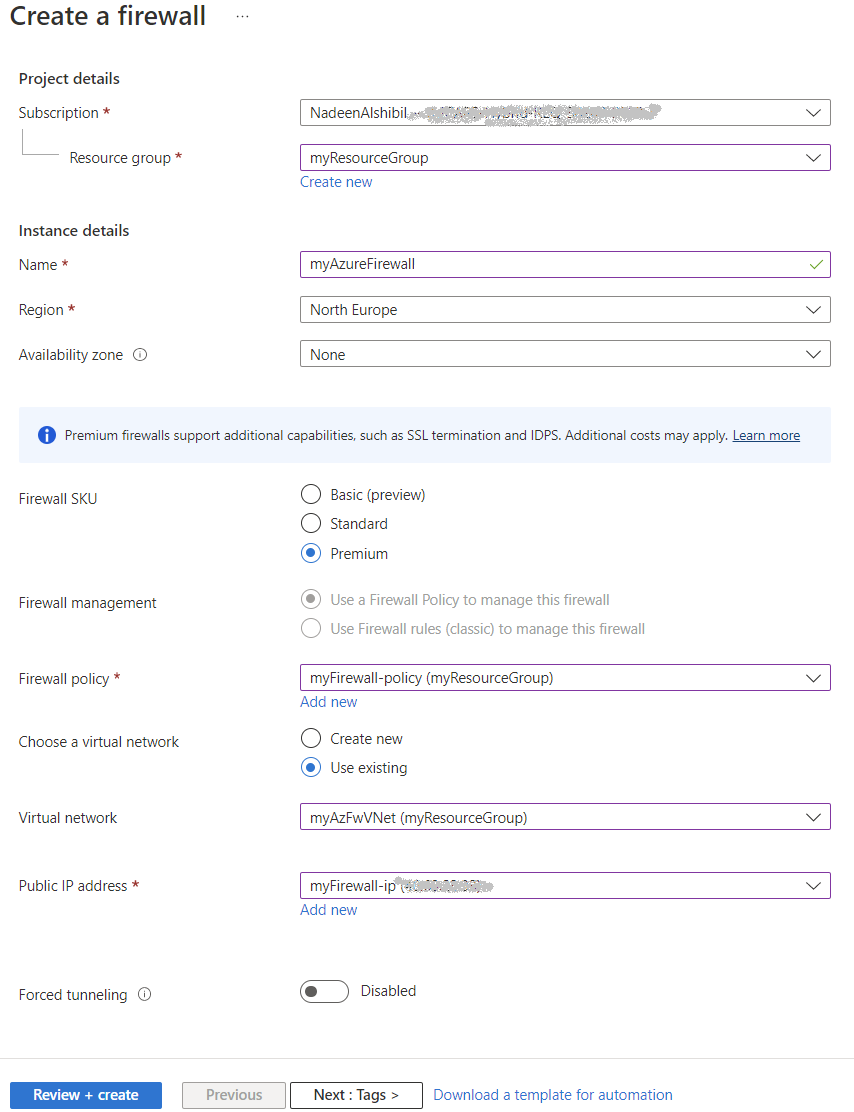 Create a firewall ...
Project details
Subscription *
NadeenAlshibil
Resource group *
myResourceGroup
Create new
Instance details
Name *
myAzureFirewall
Region *
North Europe
Availability zone
None
Premium firewalls support additional capabilities, such as SSL termination and IDPS. Additional costs may apply. Learn more
Firewall SKU
Basic (preview)
Standard
Premium
Firewall management
Use a Firewall Policy to manage this firewall
Use Firewall rules (classic) to manage this firewall
Firewall policy *
myFirewall-policy (myResourceGroup)
Add new
Choose a virtual network
Create new
Use existing
Virtual network
myAzFwVNet (myResourceGroup)
Public IP address *
myFirewall-ip
Add new
Forced tunneling
Disabled
Review + create
Previous
Next : Tags >
Download a template for automation